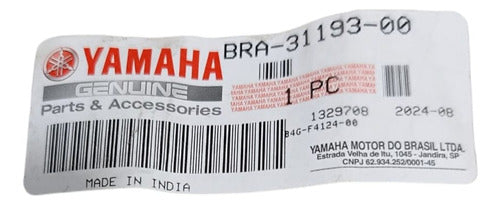 YAMAHA
GENUINE
Parts & Accessories
BRA-31193-00
1 PC
1329708 2024-08
B4G-F4124-00
YAMAHA MOTOR DO BRASIL LTDA.
Estrada Velha de Itu, 1045 - Jandira, SP
CNPJ 62.934.252/0001-45
MADE IN INDIA